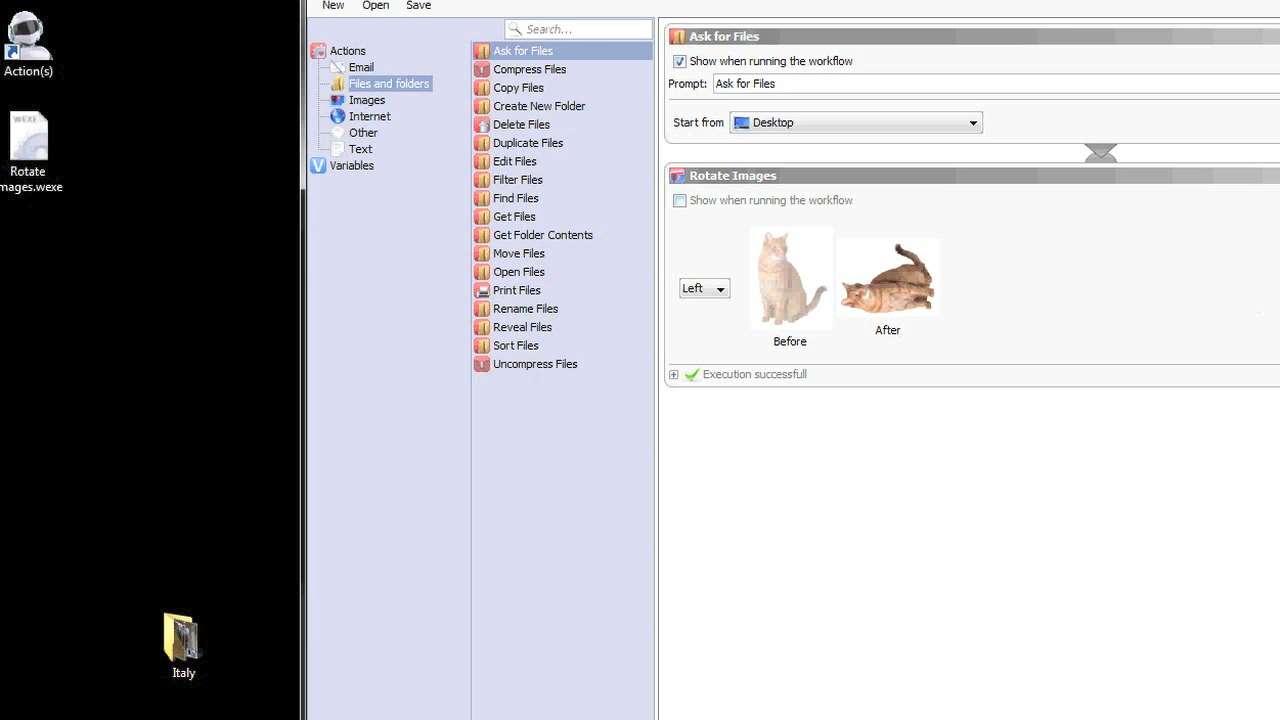 New Open Save
Action(s)
WEXE
Rotate
mages.wexe
Italy
Search...
Actions
Email
Files and folders
Images
Internet
Other
Text
V Variables
Ask for Files
Compress Files
Copy Files
Create New Folder
Delete Files
Duplicate Files
Edit Files
Filter Files
Find Files
Get Files
Get Folder Contents
Move Files
Open Files
Print Files
Rename Files
Reveal Files
Sort Files
Uncompress Files
Ask for Files
Show when running the workflow
Prompt: Ask for Files
Start from Desktop
Rotate Images
Show when running the workflow
Left
Before
After
Execution successfull